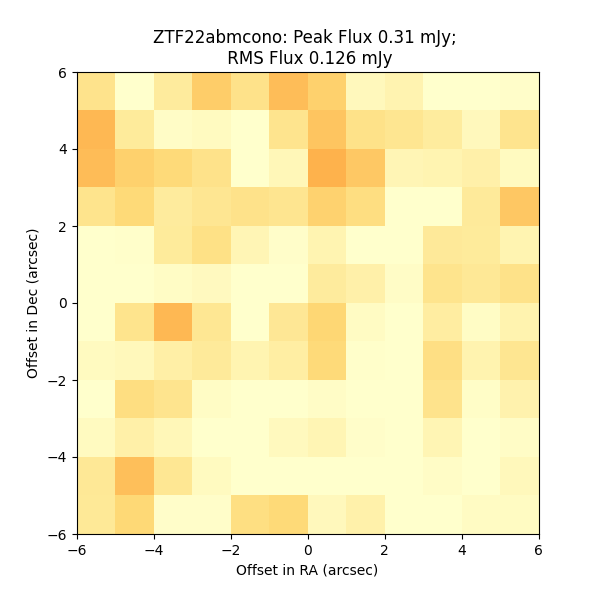 ZTF22abmcono: Peak Flux 0.31 mJy;
RMS Flux 0.126 mJy
6
4
2
0
−2
−4
−6
Offset in Dec (arcsec)
−6 −4 −2 0 2 4 6
Offset in RA (arcsec)